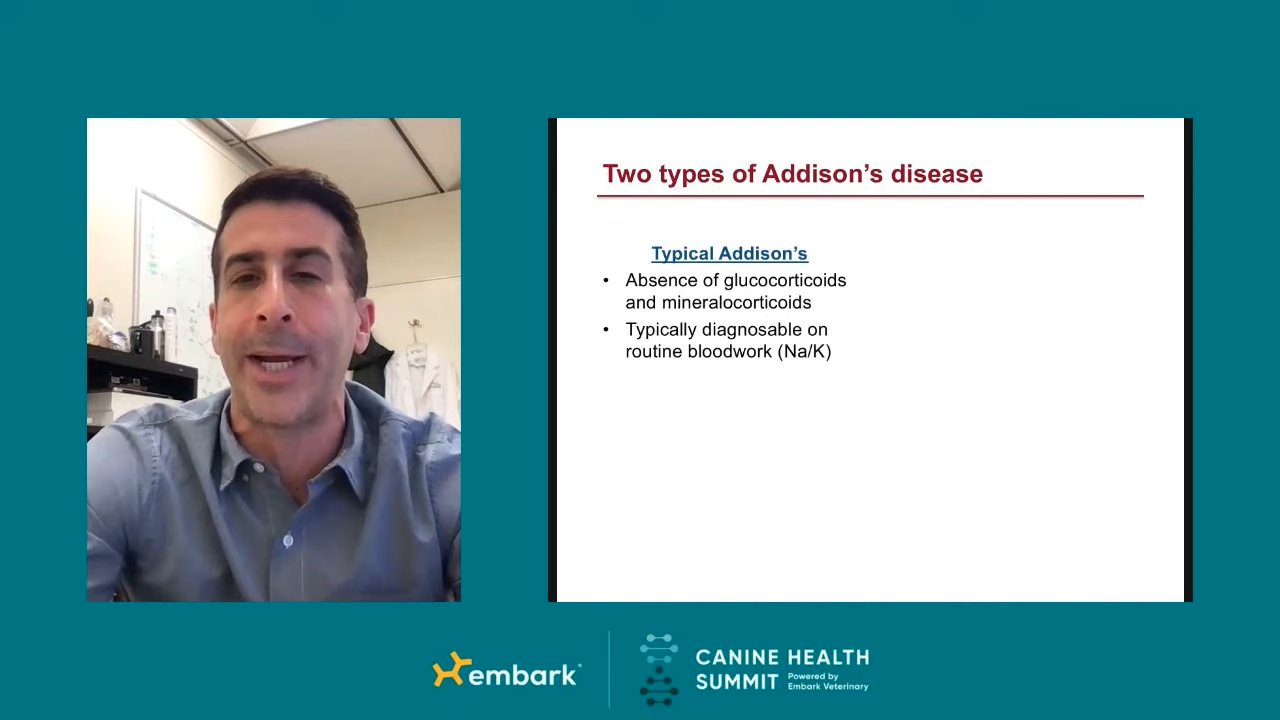 Two types of Addison's disease
Typical Addison's
• Absence of glucocorticoids
and mineralocorticoids
• Typically diagnosable on
routine bloodwork (Na/K)
embark
CANINE HEALTH
SUMMIT
Powered by
Embark Veterinary